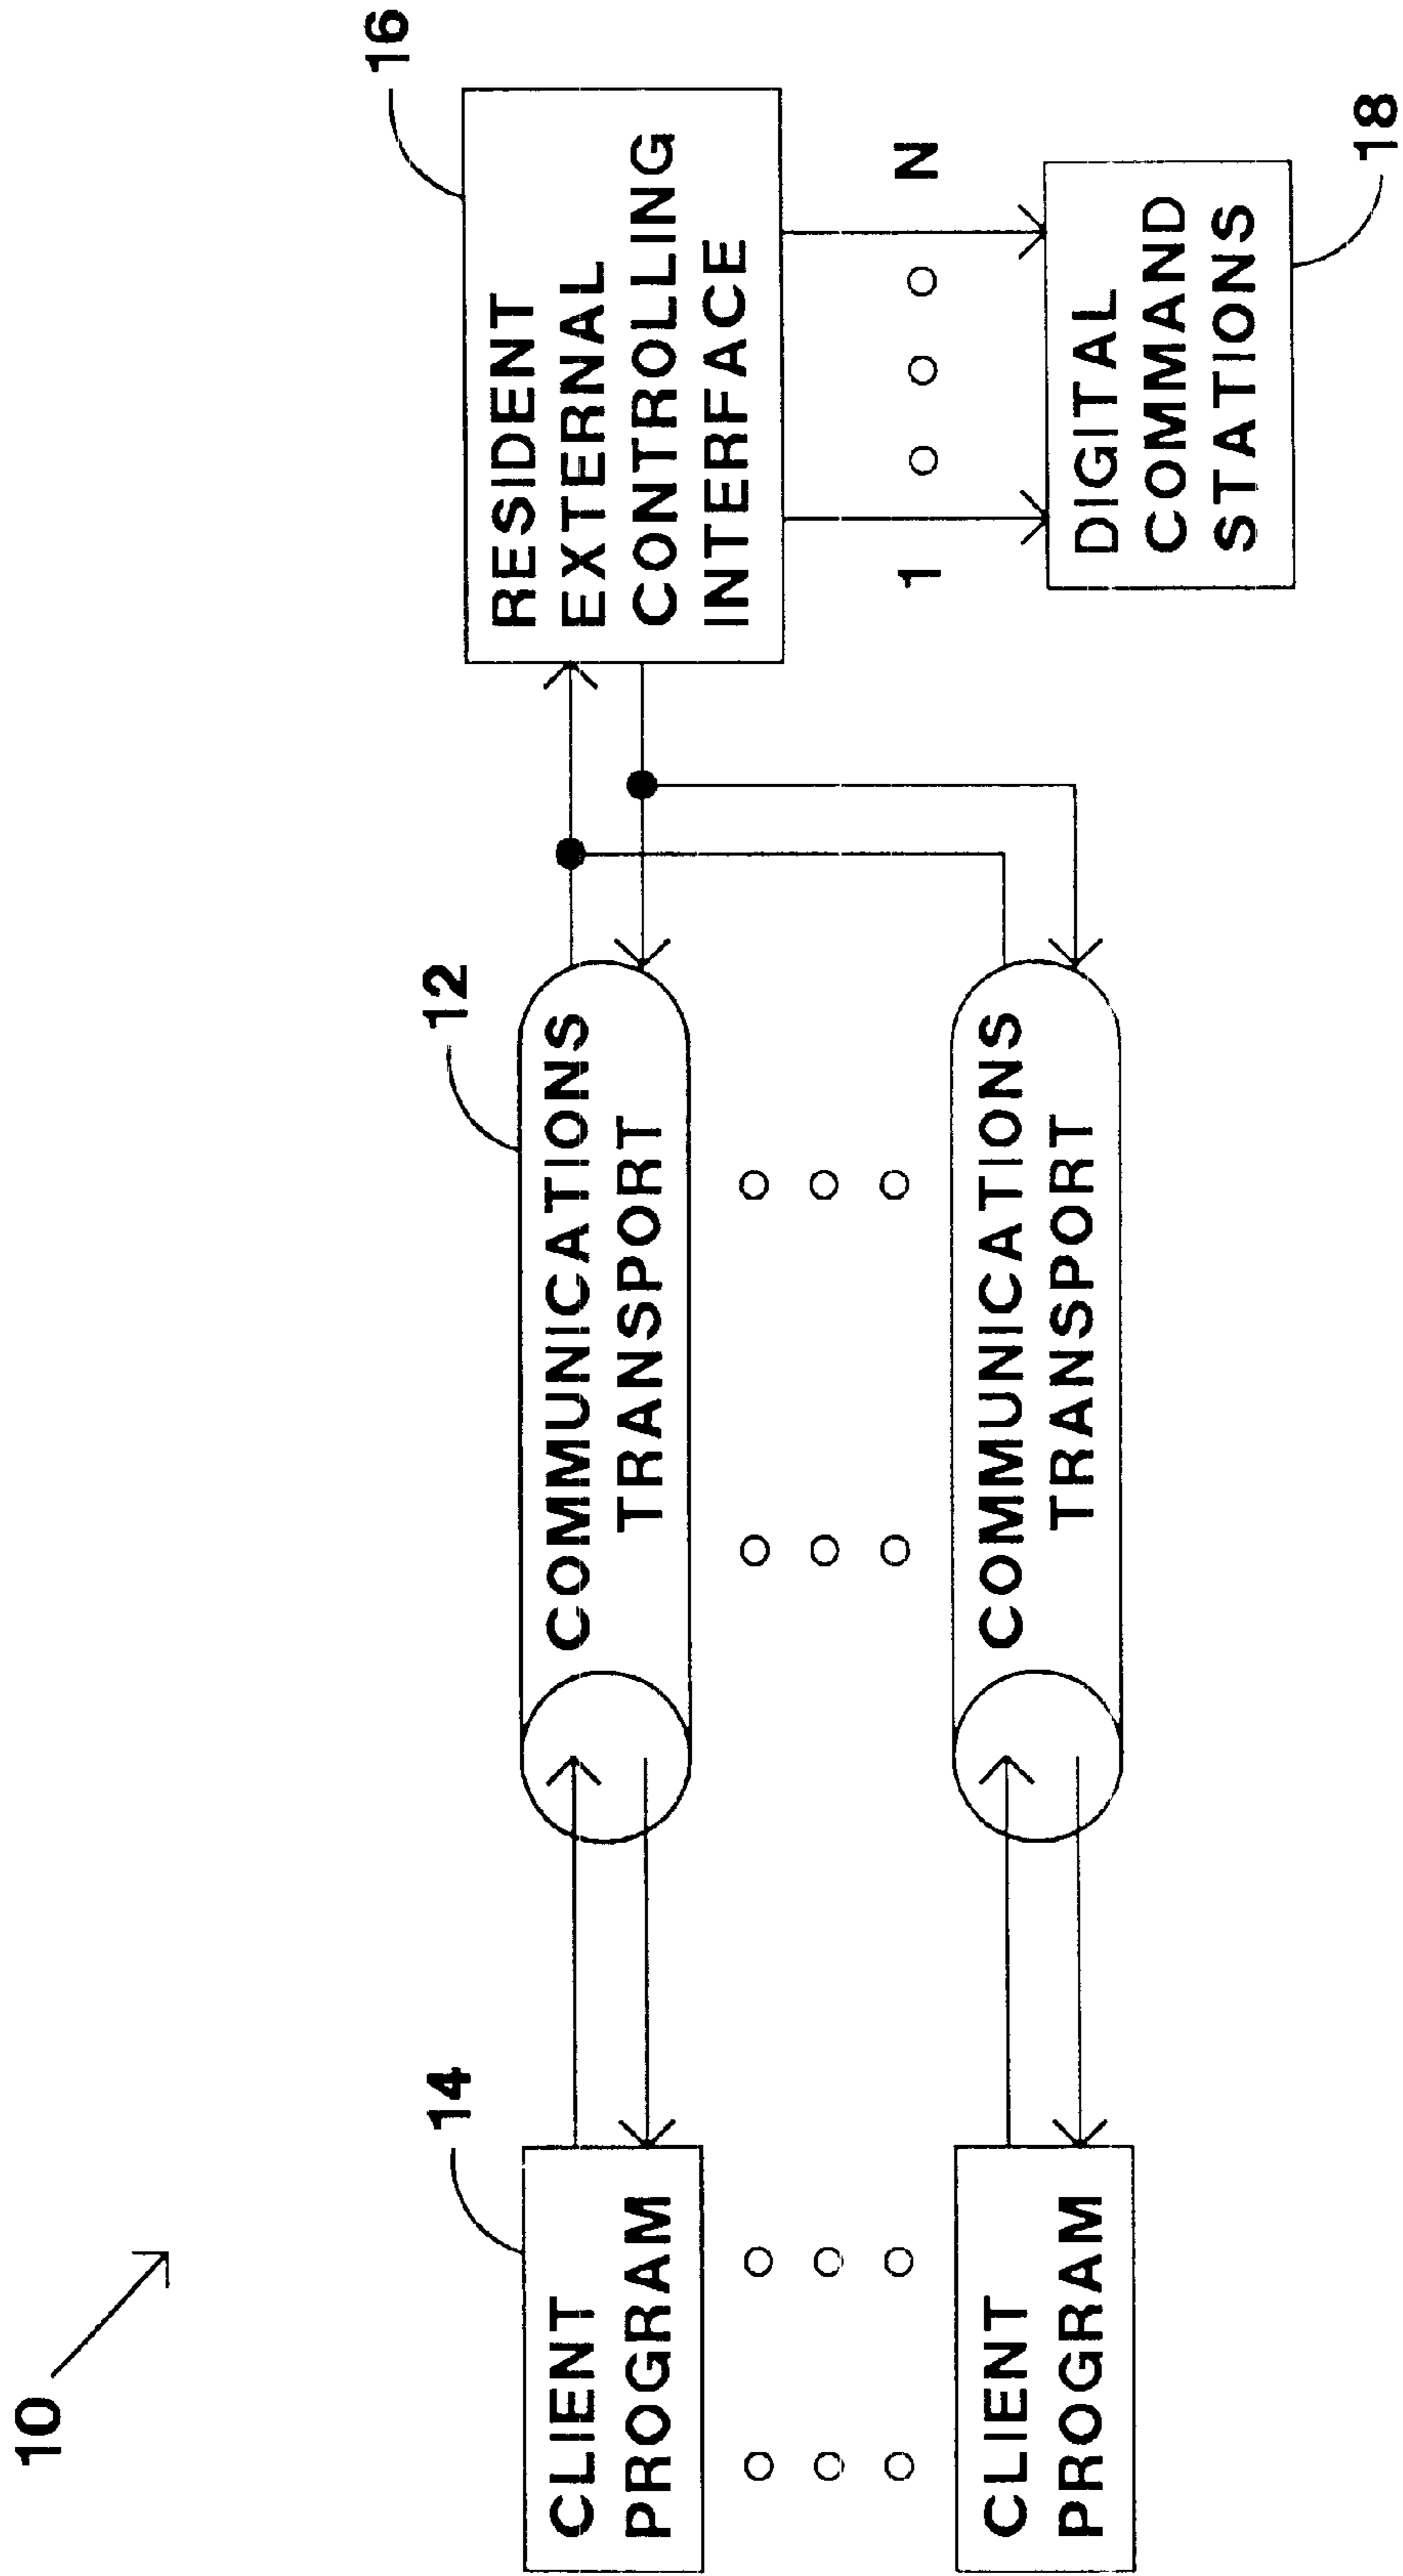 10
14
CLIENT
PROGRAM
CLIENT
PROGRAM
12
COMMUNICATIONS
TRANSPORT
COMMUNICATIONS
TRANSPORT
16
RESIDENT
EXTERNAL
CONTROLLING
INTERFACE
1
N
DIGITAL
COMMAND
STATIONS
18